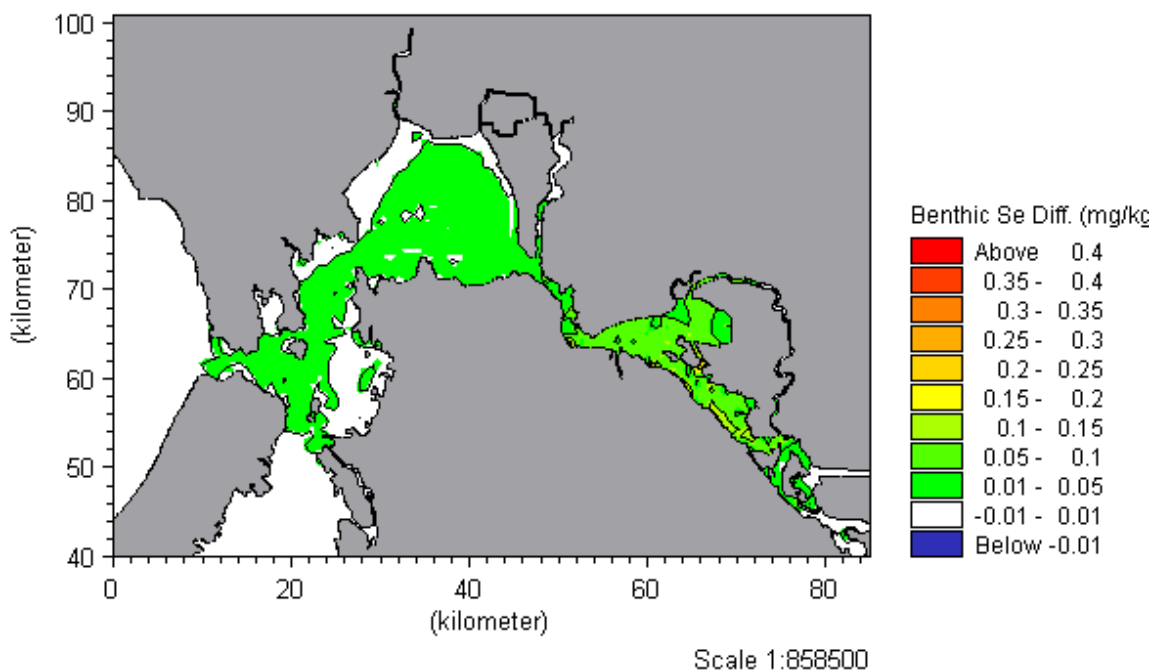 100
90
80
70
60
50
40
(kilometer)
0 20 40 60 80
(kilometer)
Scale 1:858500
Benthic Se Diff. (mg/kg
Above 0.4
0.35 - 0.4
0.3 - 0.35
0.25 - 0.3
0.2 - 0.25
0.15 - 0.2
0.1 - 0.15
0.05 - 0.1
0.01 - 0.05
-0.01 - 0.01
Below -0.01